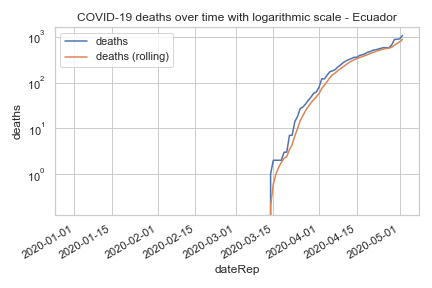 COVID-19 deaths over time with logarithmic scale - Ecuador
deaths
deaths (rolling)
10³
10²
10¹
10⁰
deaths
2020-01-01
2020-01-15
2020-02-01
2020-02-15
2020-03-01
2020-03-15
2020-04-01
2020-04-15
2020-05-01
dateRep